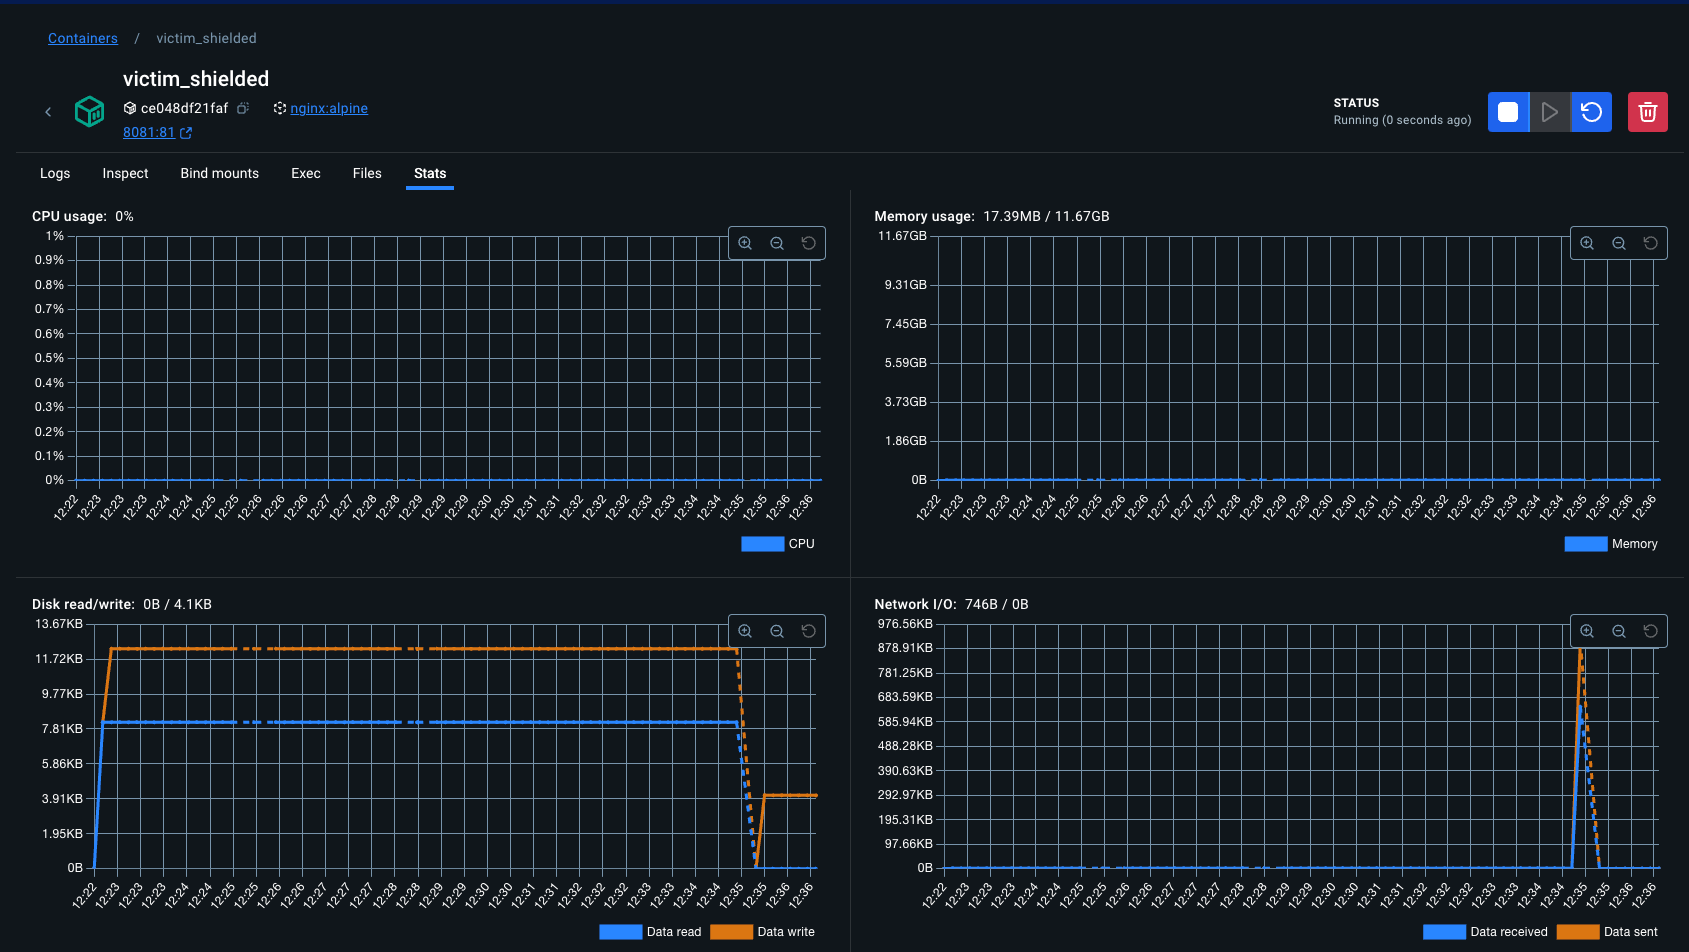 Containers / victim_shielded
victim_shielded
ce048df21faf nginx:alpine
8081:81
STATUS
Running (0 seconds ago)
Logs Inspect Bind mounts Exec Files Stats
CPU usage: 0%
1%
0.9%
0.8%
0.7%
0.6%
0.5%
0.4%
0.3%
0.2%
0.1%
0%
12:22 12:23 12:23 12:23 12:24 12:24 12:25 12:25 12:26 12:26 12:26 12:27 12:27 12:28 12:28 12:29 12:29 12:29 12:30 12:30 12:31 12:31 12:32 12:32 12:32 12:33 12:33 12:34 12:34 12:35 12:35 12:36 12:36
CPU
Memory usage: 17.39MB / 11.67GB
11.67GB
9.31GB
7.45GB
5.59GB
3.73GB
1.86GB
0B
12:22 12:23 12:23 12:23 12:24 12:24 12:25 12:25 12:26 12:26 12:27 12:27 12:27 12:28 12:28 12:29 12:29 12:30 12:30 12:31 12:31 12:32 12:32 12:32 12:33 12:33 12:34 12:34 12:35 12:35 12:36 12:36
Memory
Disk read/write: 0B / 4.1KB
13.67KB
11.72KB
9.77KB
7.81KB
5.86KB
3.91KB
1.95KB
0B
12:22 12:23 12:23 12:23 12:24 12:24 12:25 12:25 12:26 12:26 12:27 12:27 12:27 12:28 12:28 12:29 12:29 12:30 12:30 12:31 12:31 12:32 12:32 12:32 12:33 12:33 12:34 12:34 12:35 12:35 12:36 12:36
Data read Data write
Network I/O: 746B / 0B
976.56KB
878.91KB
781.25KB
683.59KB
585.94KB
488.28KB
390.63KB
292.97KB
195.31KB
97.66KB
0B
12:22 12:23 12:23 12:23 12:24 12:24 12:25 12:25 12:26 12:26 12:27 12:27 12:27 12:28 12:28 12:29 12:29 12:30 12:30 12:31 12:31 12:32 12:32 12:32 12:33 12:33 12:34 12:34 12:35 12:35 12:36 12:36
Data received Data sent